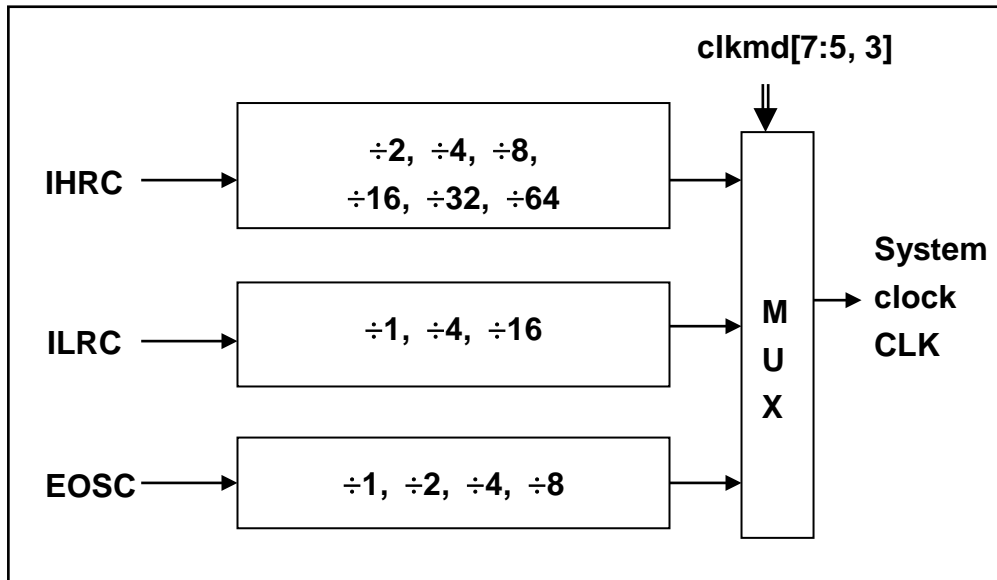 clkmd[7:5, 3]
IHRC
÷2, ÷4, ÷8,
÷16, ÷32, ÷64
ILRC
÷1, ÷4, ÷16
EOSC
÷1, ÷2, ÷4, ÷8
M
U
X
System
clock
CLK